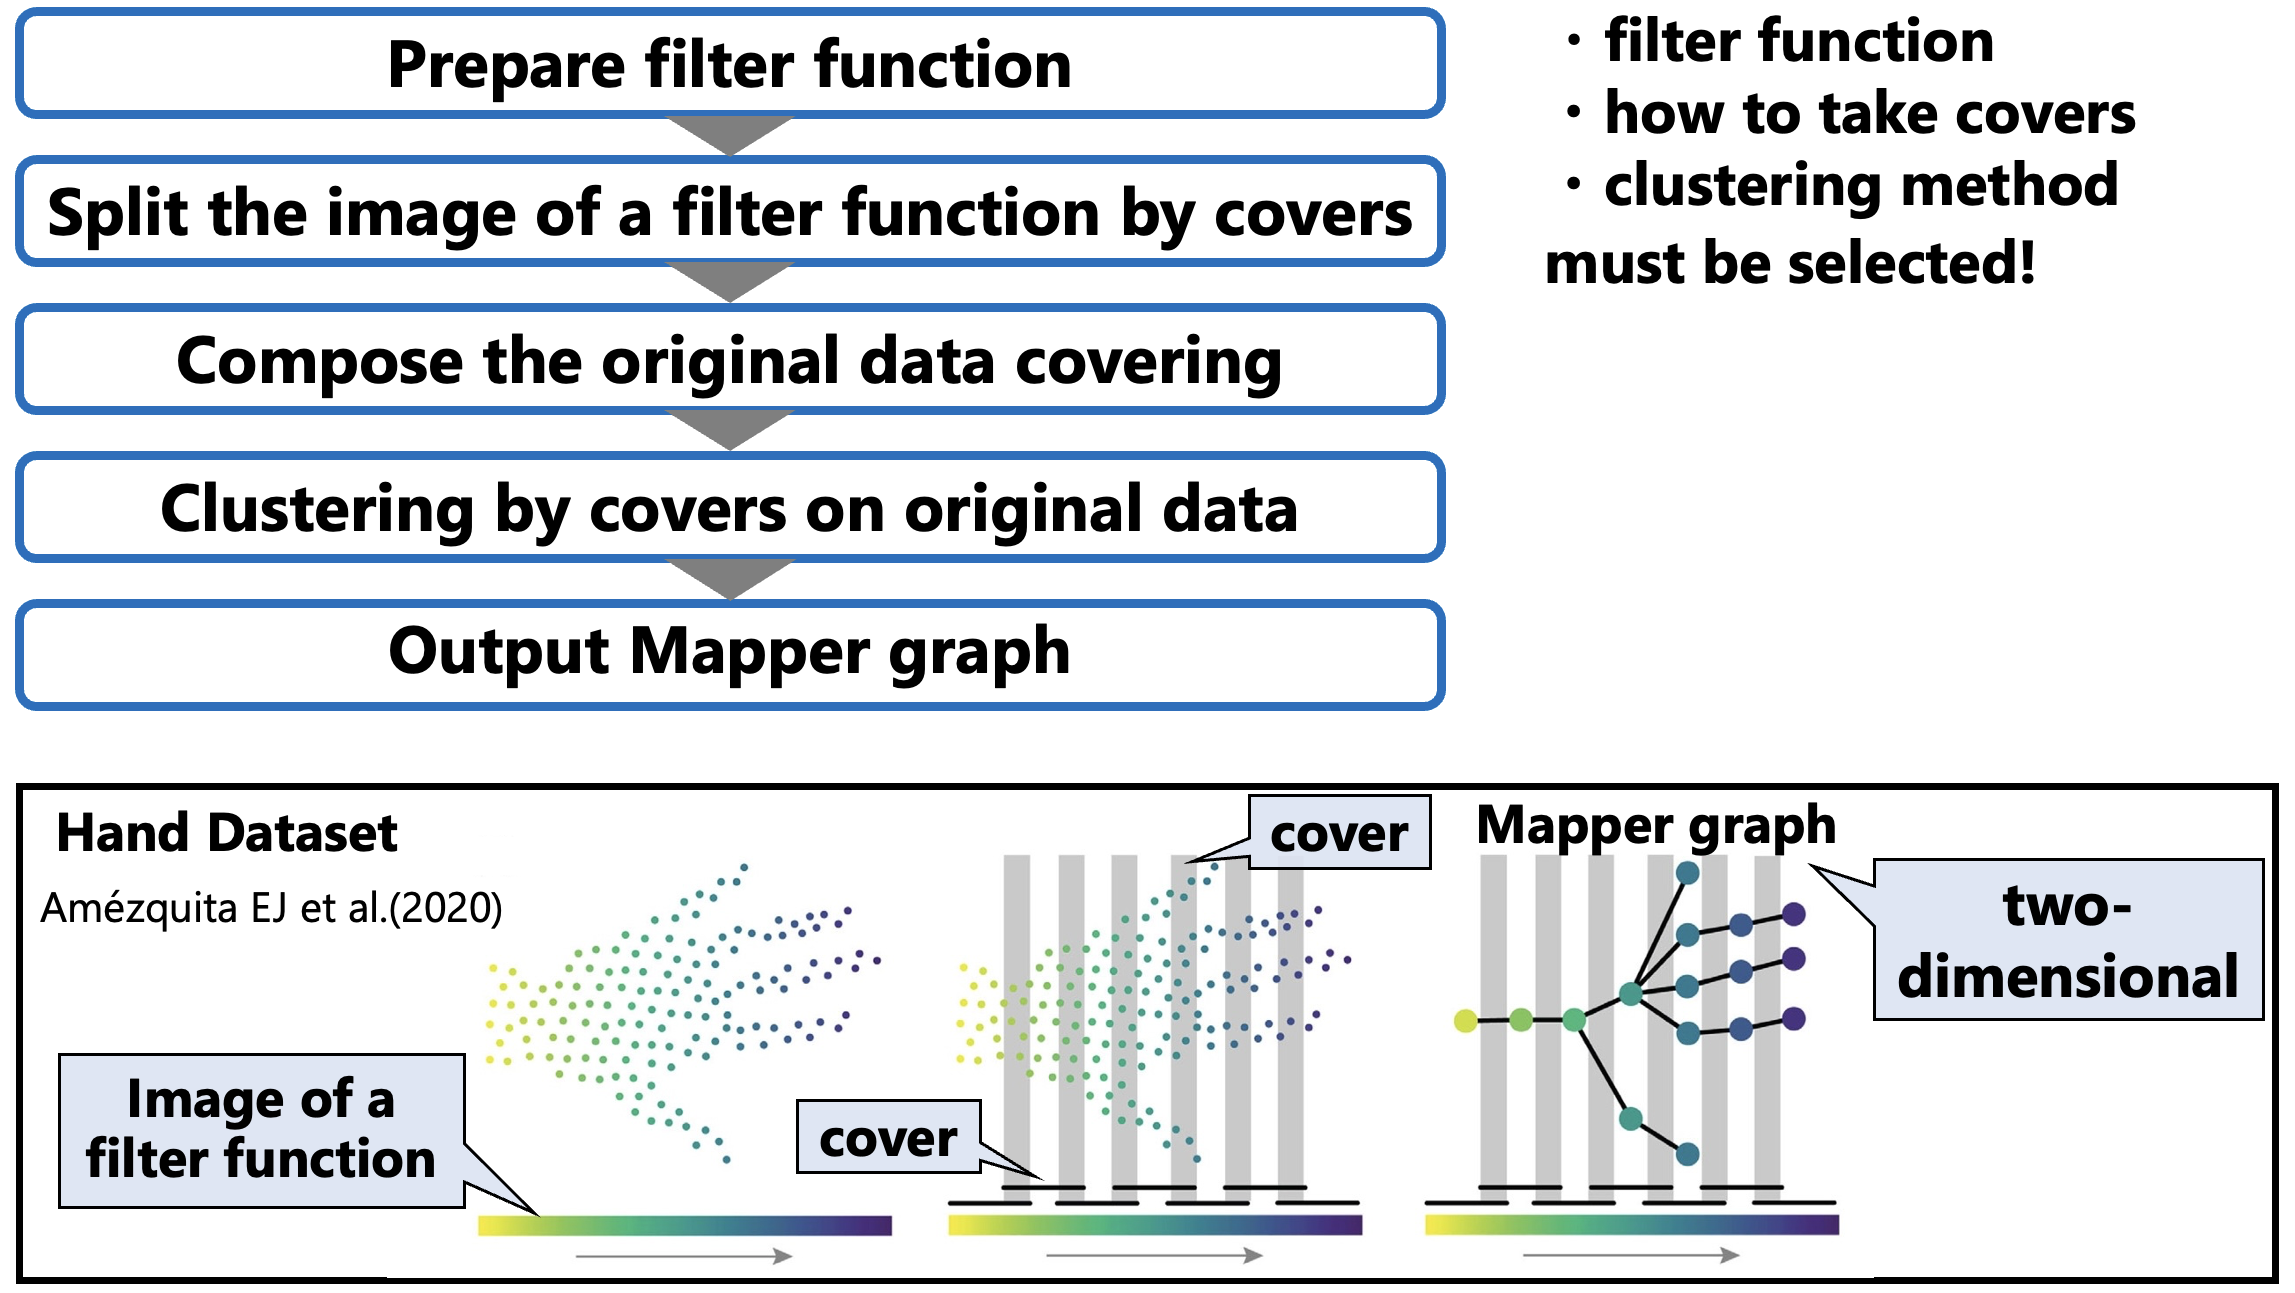 Prepare filter function
Split the image of a filter function by covers
Compose the original data covering
Clustering by covers on original data
Output Mapper graph
・filter function
・how to take covers
・clustering method
must be selected!
Hand Dataset
Amézquita EJ et al.(2020)
Image of a
filter function
cover
cover
Mapper graph
two-
dimensional